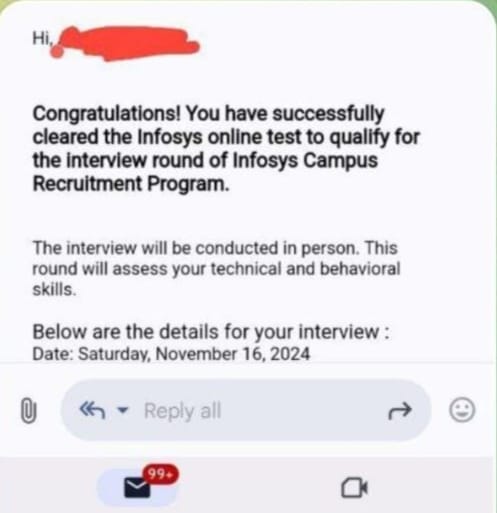 Hi,
Congratulations! You have successfully
cleared the Infosys online test to qualify for
the interview round of Infosys Campus
Recruitment Program.
The interview will be conducted in person. This
round will assess your technical and behavioral
skills.
Below are the details for your interview :
Date: Saturday, November 16, 2024
Reply all
99+